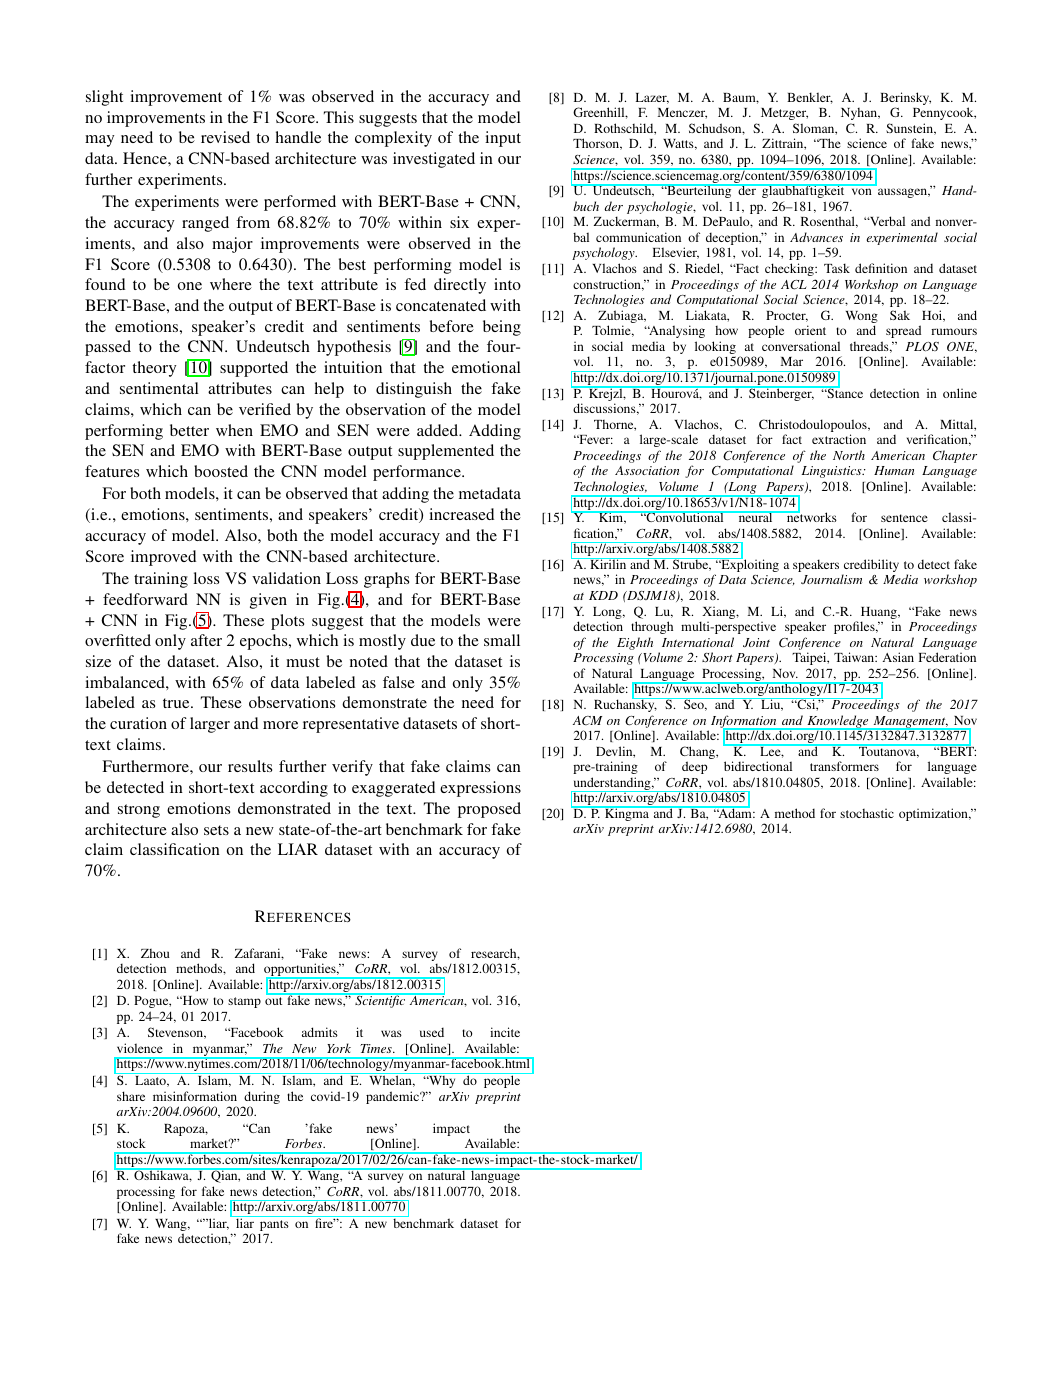 slight improvement of 1% was observed in the accuracy and
no improvements in the F1 Score. This suggests that the model
may need to be revised to handle the complexity of the input
data. Hence, a CNN-based architecture was investigated in our
further experiments.
The experiments were performed with BERT-Base + CNN,
the accuracy ranged from 68.82% to 70% within six exper-
iments, and also major improvements were observed in the
F1 Score (0.5308 to 0.6430). The best performing model is
found to be one where the text attribute is fed directly into
BERT-Base, and the output of BERT-Base is concatenated with
the emotions, speaker's credit and sentiments before being
passed to the CNN. Undeutsch hypothesis [9] and the four-
factor theory [10] supported the intuition that the emotional
and sentimental attributes can help to distinguish the fake
claims, which can be verified by the observation of the model
performing better when EMO and SEN were added. Adding
the SEN and EMO with BERT-Base output supplemented the
features which boosted the CNN model performance.
For both models, it can be observed that adding the metadata
(i.e., emotions, sentiments, and speakers' credit) increased the
accuracy of model. Also, both the model accuracy and the F1
Score improved with the CNN-based architecture.
The training loss VS validation Loss graphs for BERT-Base
+ feedforward NN is given in Fig.(4), and for BERT-Base
+ CNN in Fig.(5). These plots suggest that the models were
overfitted only after 2 epochs, which is mostly due to the small
size of the dataset. Also, it must be noted that the dataset is
imbalanced, with 65% of data labeled as false and only 35%
labeled as true. These observations demonstrate the need for
the curation of larger and more representative datasets of short-
text claims.
Furthermore, our results further verify that fake claims can
be detected in short-text according to exaggerated expressions
and strong emotions demonstrated in the text. The proposed
architecture also sets a new state-of-the-art benchmark for fake
claim classification on the LIAR dataset with an accuracy of
70%.
REFERENCES
[1] X. Zhou and R. Zafarani, “Fake news: A survey of research,
detection methods, and opportunities,” CoRR, vol. abs/1812.00315,
2018. [Online]. Available: http://arxiv.org/abs/1812.00315
[2] D. Pogue, “How to stamp out fake news,” Scientific American, vol. 316,
pp. 24–24, 01 2017.
[3] A. Stevenson, “Facebook admits it was used to incite
violence in myanmar,” The New York Times. [Online]. Available:
https://www.nytimes.com/2018/11/06/technology/myanmar-facebook.html
[4] S. Laato, A. Islam, M. N. Islam, and E. Whelan, “Why do people
share misinformation during the covid-19 pandemic?” arXiv preprint
arXiv:2004.09600, 2020.
[5] K. Rapoza, “Can 'fake news' impact the
stock market?” Forbes. [Online]. Available:
https://www.forbes.com/sites/kenrapoza/2017/02/26/can-fake-news-impact-the-stock-market/
[6] R. Oshikawa, J. Qian, and W. Y. Wang, “A survey on natural language
processing for fake news detection,” CoRR, vol. abs/1811.00770, 2018.
[Online]. Available: http://arxiv.org/abs/1811.00770
[7] W. Y. Wang, “”liar, liar pants on fire”: A new benchmark dataset for
fake news detection,” 2017.
[8] D. M. J. Lazer, M. A. Baum, Y. Benkler, A. J. Berinsky, K. M.
Greenhill, F. Menczer, M. J. Metzger, B. Nyhan, G. Pennycook,
D. Rothschild, M. Schudson, S. A. Sloman, C. R. Sunstein, E. A.
Thorson, D. J. Watts, and J. L. Zittrain, “The science of fake news,”
Science, vol. 359, no. 6380, pp. 1094–1096, 2018. [Online]. Available:
https://science.sciencemag.org/content/359/6380/1094
[9] U. Undeutsch, “Beurteilung der glaubhaftigkeit von aussagen,” Hand-
buch der psychologie, vol. 11, pp. 26–181, 1967.
[10] M. Zuckerman, B. M. DePaulo, and R. Rosenthal, “Verbal and nonver-
bal communication of deception,” in Advances in experimental social
psychology. Elsevier, 1981, vol. 14, pp. 1–59.
[11] A. Vlachos and S. Riedel, “Fact checking: Task definition and dataset
construction,” in Proceedings of the ACL 2014 Workshop on Language
Technologies and Computational Social Science, 2014, pp. 18–22.
[12] A. Zubiaga, M. Liakata, R. Procter, G. Wong Sak Hoi, and
P. Tolmie, “Analysing how people orient to and spread rumours
in social media by looking at conversational threads,” PLOS ONE,
vol. 11, no. 3, p. e0150989, Mar 2016. [Online]. Available:
http://dx.doi.org/10.1371/journal.pone.0150989
[13] P. Krejzl, B. Hourová, and J. Steinberger, “Stance detection in online
discussions,” 2017.
[14] J. Thorne, A. Vlachos, C. Christodoulopoulos, and A. Mittal,
“Fever: a large-scale dataset for fact extraction and verification,”
Proceedings of the 2018 Conference of the North American Chapter
of the Association for Computational Linguistics: Human Language
Technologies, Volume 1 (Long Papers), 2018. [Online]. Available:
http://dx.doi.org/10.18653/v1/N18-1074
[15] Y. Kim, “Convolutional neural networks for sentence classi-
fication,” CoRR, vol. abs/1408.5882, 2014. [Online]. Available:
http://arxiv.org/abs/1408.5882
[16] A. Kirilin and M. Strube, “Exploiting a speakers credibility to detect fake
news,” in Proceedings of Data Science, Journalism & Media workshop
at KDD (DSJM18), 2018.
[17] Y. Long, Q. Lu, R. Xiang, M. Li, and C.-R. Huang, “Fake news
detection through multi-perspective speaker profiles,” in Proceedings
of the Eighth International Joint Conference on Natural Language
Processing (Volume 2: Short Papers). Taipei, Taiwan: Asian Federation
of Natural Language Processing, Nov. 2017, pp. 252–256. [Online].
Available: https://www.aclweb.org/anthology/I17-2043
[18] N. Ruchansky, S. Seo, and Y. Liu, “Csi,” Proceedings of the 2017
ACM on Conference on Information and Knowledge Management, Nov
2017. [Online]. Available: http://dx.doi.org/10.1145/3132847.3132877
[19] J. Devlin, M. Chang, K. Lee, and K. Toutanova, “BERT:
pre-training of deep bidirectional transformers for language
understanding,” CoRR, vol. abs/1810.04805, 2018. [Online]. Available:
http://arxiv.org/abs/1810.04805
[20] D. P. Kingma and J. Ba, “Adam: A method for stochastic optimization,”
arXiv preprint arXiv:1412.6980, 2014.